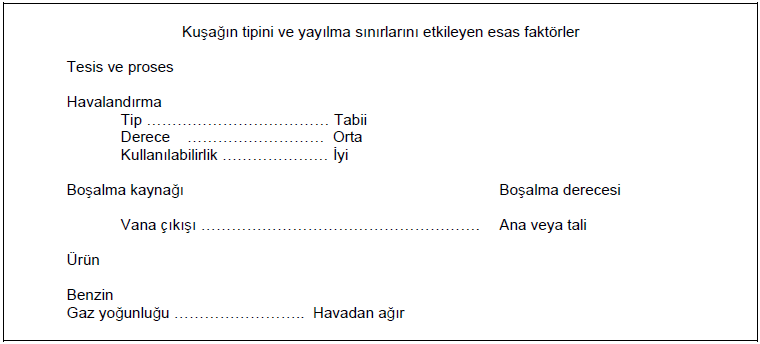 Kuşağın tipini ve yayılma sınırlarını etkileyen esas faktörler
Tesis ve proses
Havalandırma
Tip ……………………………… Tabii
Derece ……………………… Orta
Kullanılabilirlik ………………… İyi
Boşalma kaynağı Boşalma derecesi
Vana çıkışı ………………………………………………. Ana veya tali
Ürün
Benzin
Gaz yoğunluğu …………………….. Havadan ağır